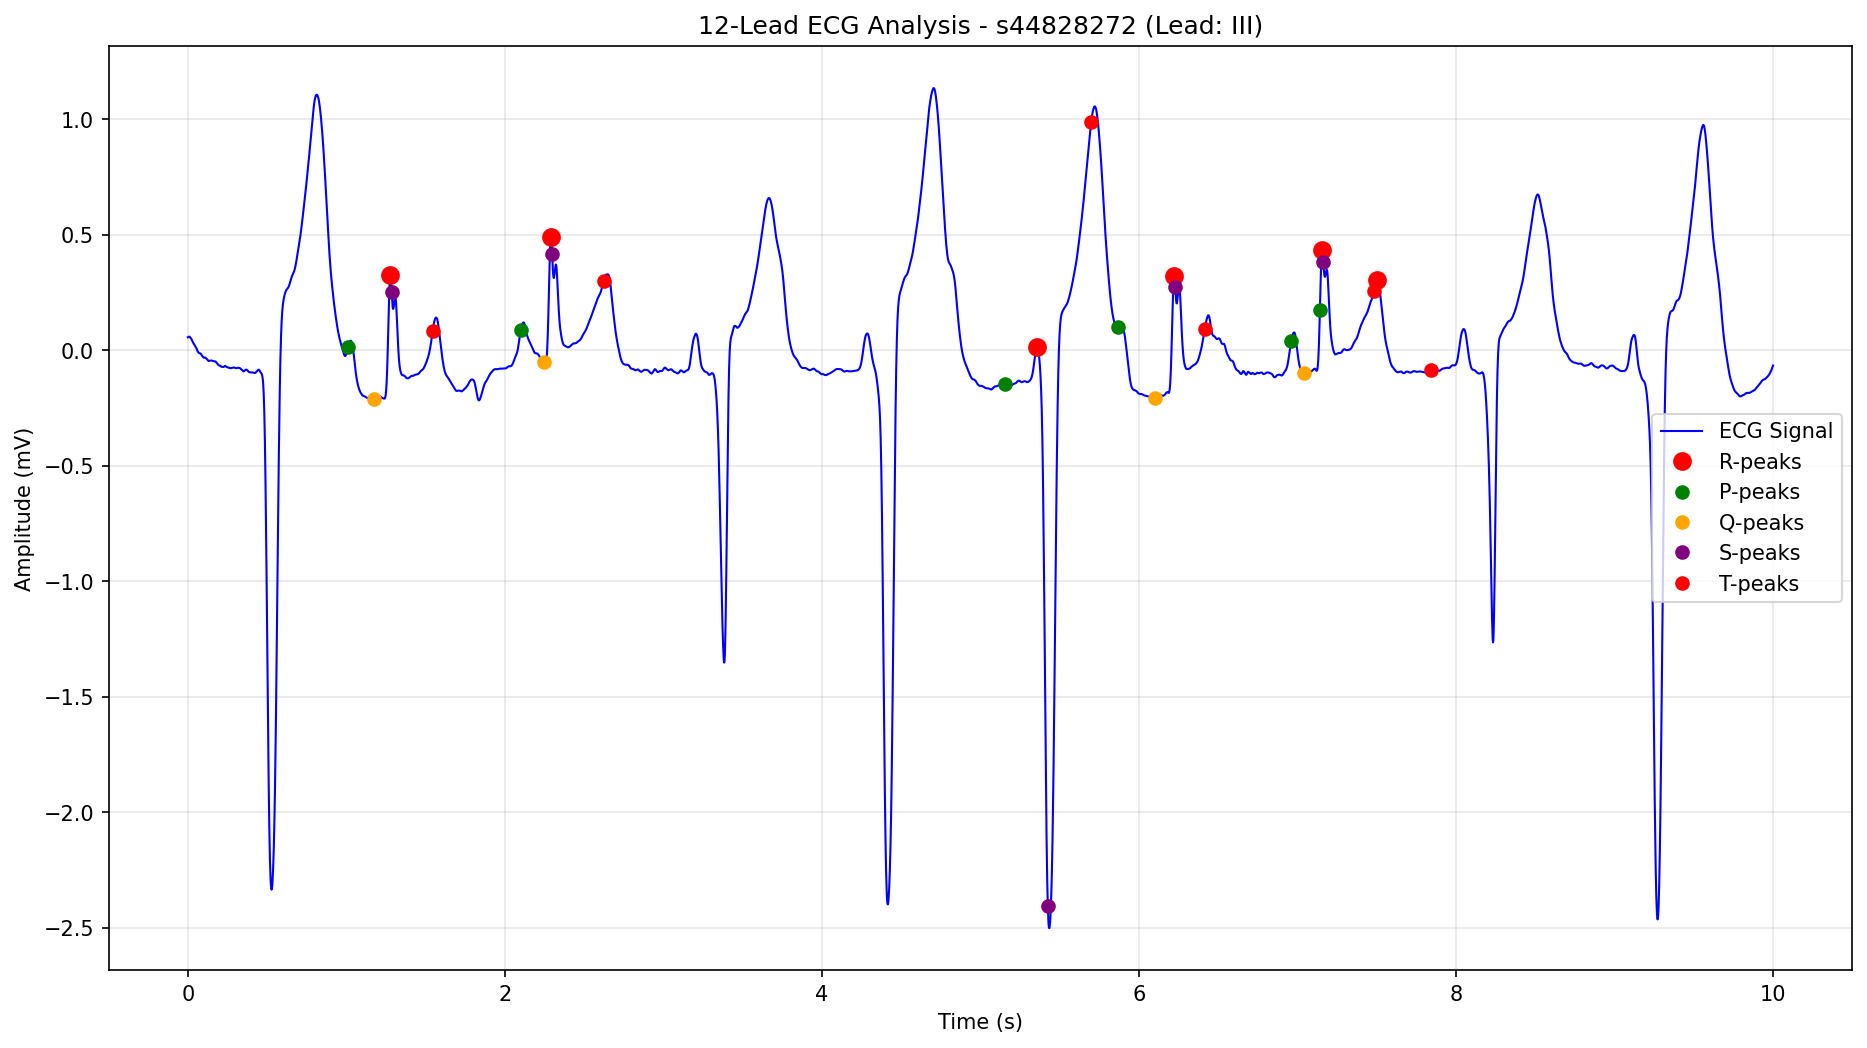 12-Lead ECG Analysis - s44828272 (Lead: III)
Amplitude (mV)
1.0
0.5
0.0
−0.5
−1.0
−1.5
−2.0
−2.5
ECG Signal
R-peaks
P-peaks
Q-peaks
S-peaks
T-peaks
0 2 4 6 8 10
Time (s)